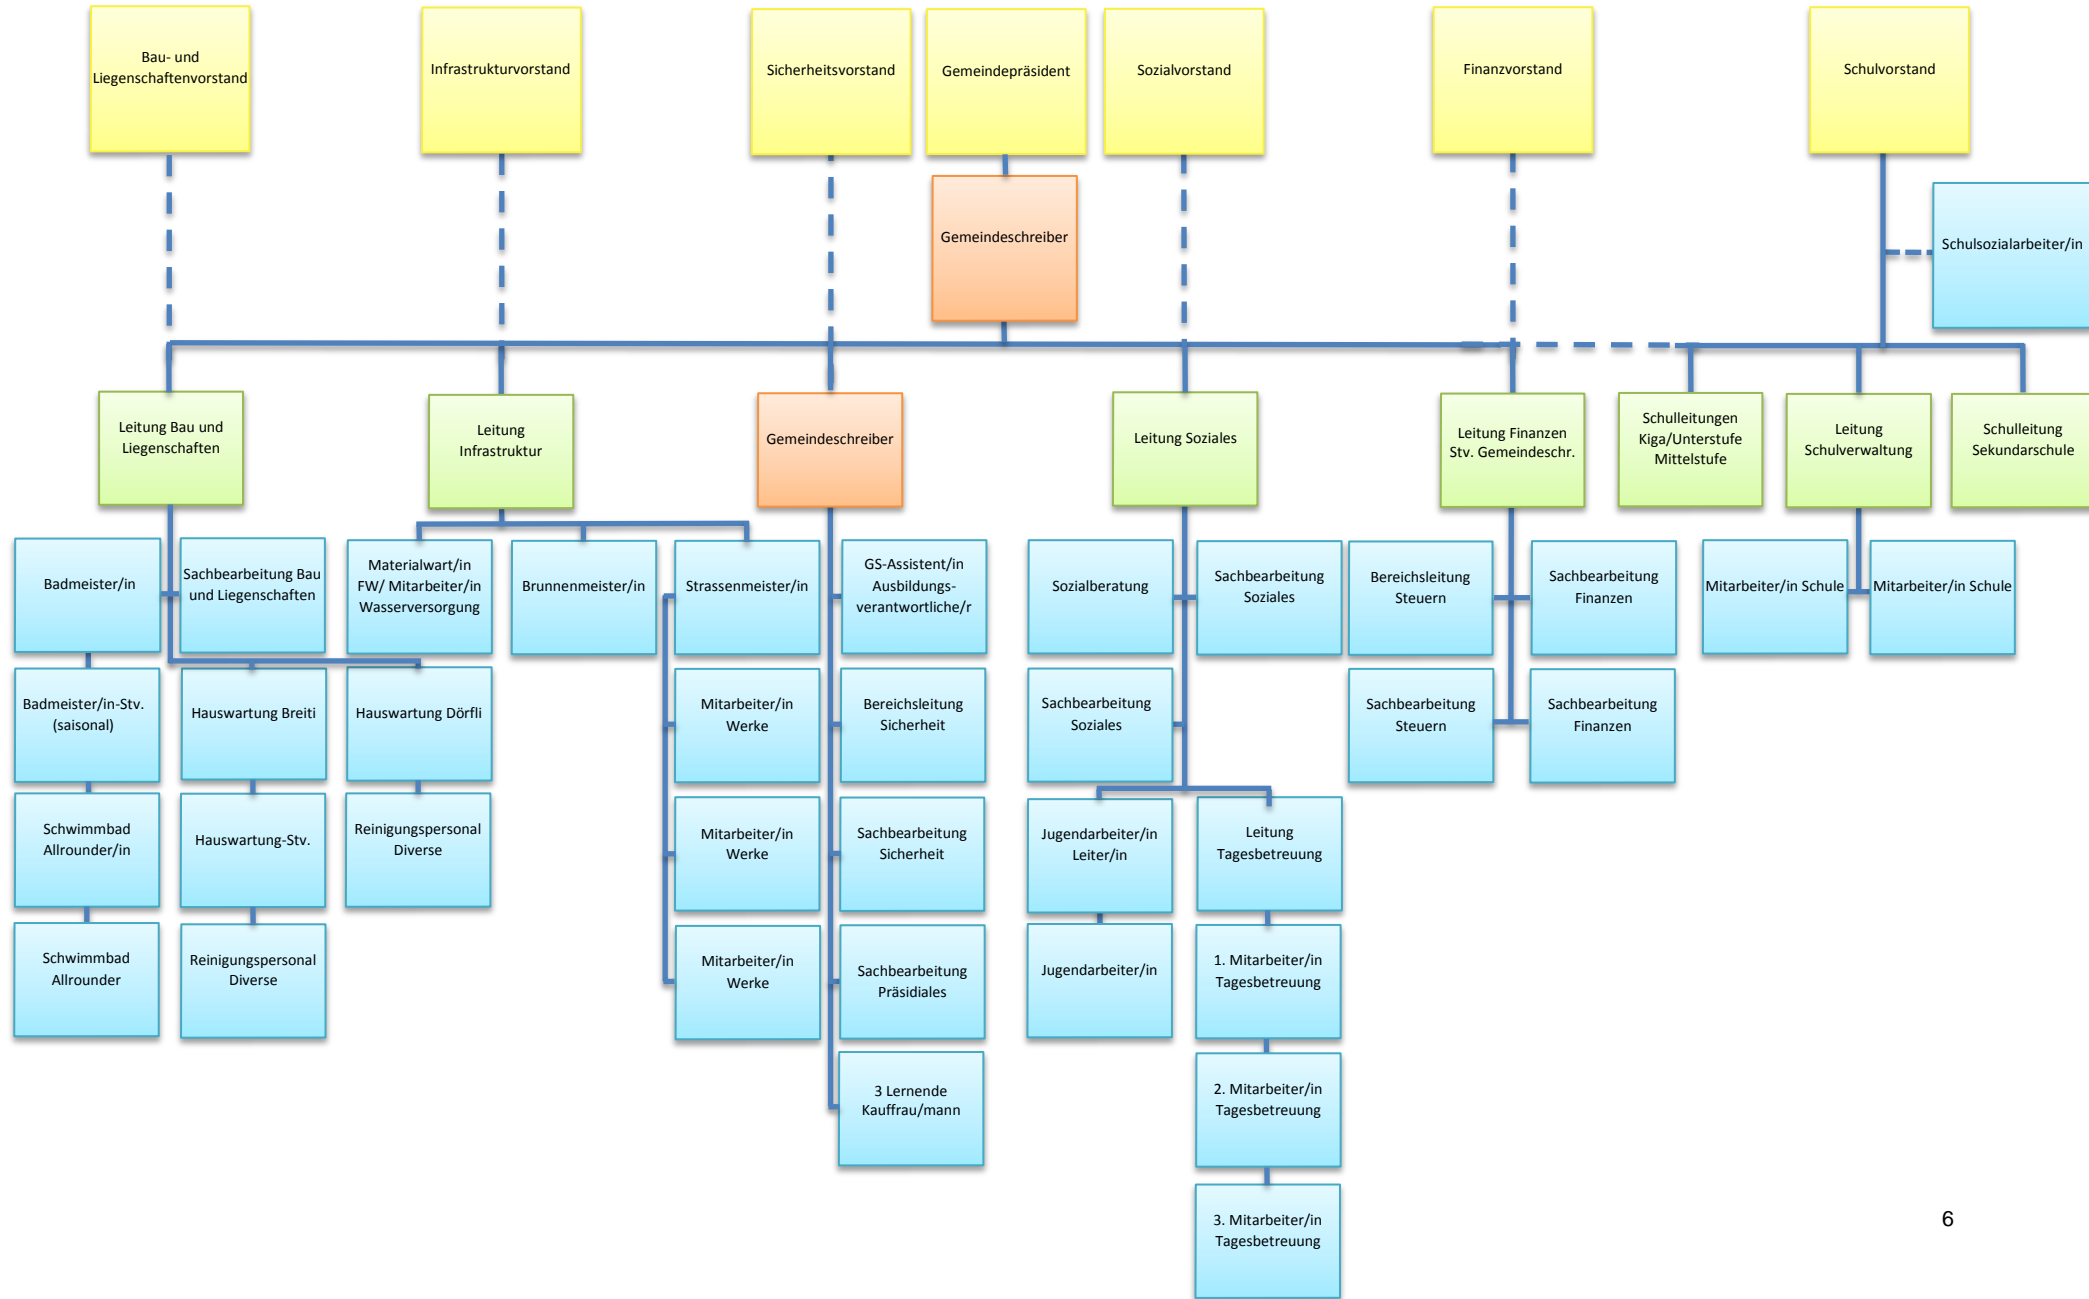 Bau- und
Liegenschaftenvorstand
Infrastrukturvorstand
Sicherheitsvorstand
Gemeindepräsident
Sozialvorstand
Finanzvorstand
Schulvorstand
Gemeindeschreiber
Schulsozialarbeiter/in
Leitung Bau und
Liegenschaften
Leitung
Infrastruktur
Gemeindeschreiber
Leitung Soziales
Leitung Finanzen
Stv. Gemeindeschr.
Schulleitungen
Kiga/Unterstufe
Mittelstufe
Leitung
Schulverwaltung
Schulleitung
Sekundarschule
Badmeister/in
Sachbearbeitung Bau
und Liegenschaften
Materialwart/in
FW/ Mitarbeiter/in
Wasserversorgung
Brunnenmeister/in
Strassenmeister/in
GS-Assistent/in
Ausbildungs-
verantwortliche/r
Sozialberatung
Sachbearbeitung
Soziales
Bereichsleitung
Steuern
Sachbearbeitung
Finanzen
Mitarbeiter/in Schule
Mitarbeiter/in Schule
Badmeister/in-Stv.
(saisonal)
Hauswartung Breiti
Hauswartung Dörfli
Mitarbeiter/in
Werke
Bereichsleitung
Sicherheit
Sachbearbeitung
Soziales
Sachbearbeitung
Steuern
Sachbearbeitung
Finanzen
Schwimmbad
Allrounder/in
Hauswartung-Stv.
Reinigungspersonal
Diverse
Mitarbeiter/in
Werke
Sachbearbeitung
Sicherheit
Jugendarbeiter/in
Leiter/in
Leitung
Tagesbetreuung
Schwimmbad
Allrounder
Reinigungspersonal
Diverse
Mitarbeiter/in
Werke
Sachbearbeitung
Präsidiales
Jugendarbeiter/in
1. Mitarbeiter/in
Tagesbetreuung
3 Lernende
Kauffrau/mann
2. Mitarbeiter/in
Tagesbetreuung
3. Mitarbeiter/in
Tagesbetreuung
6